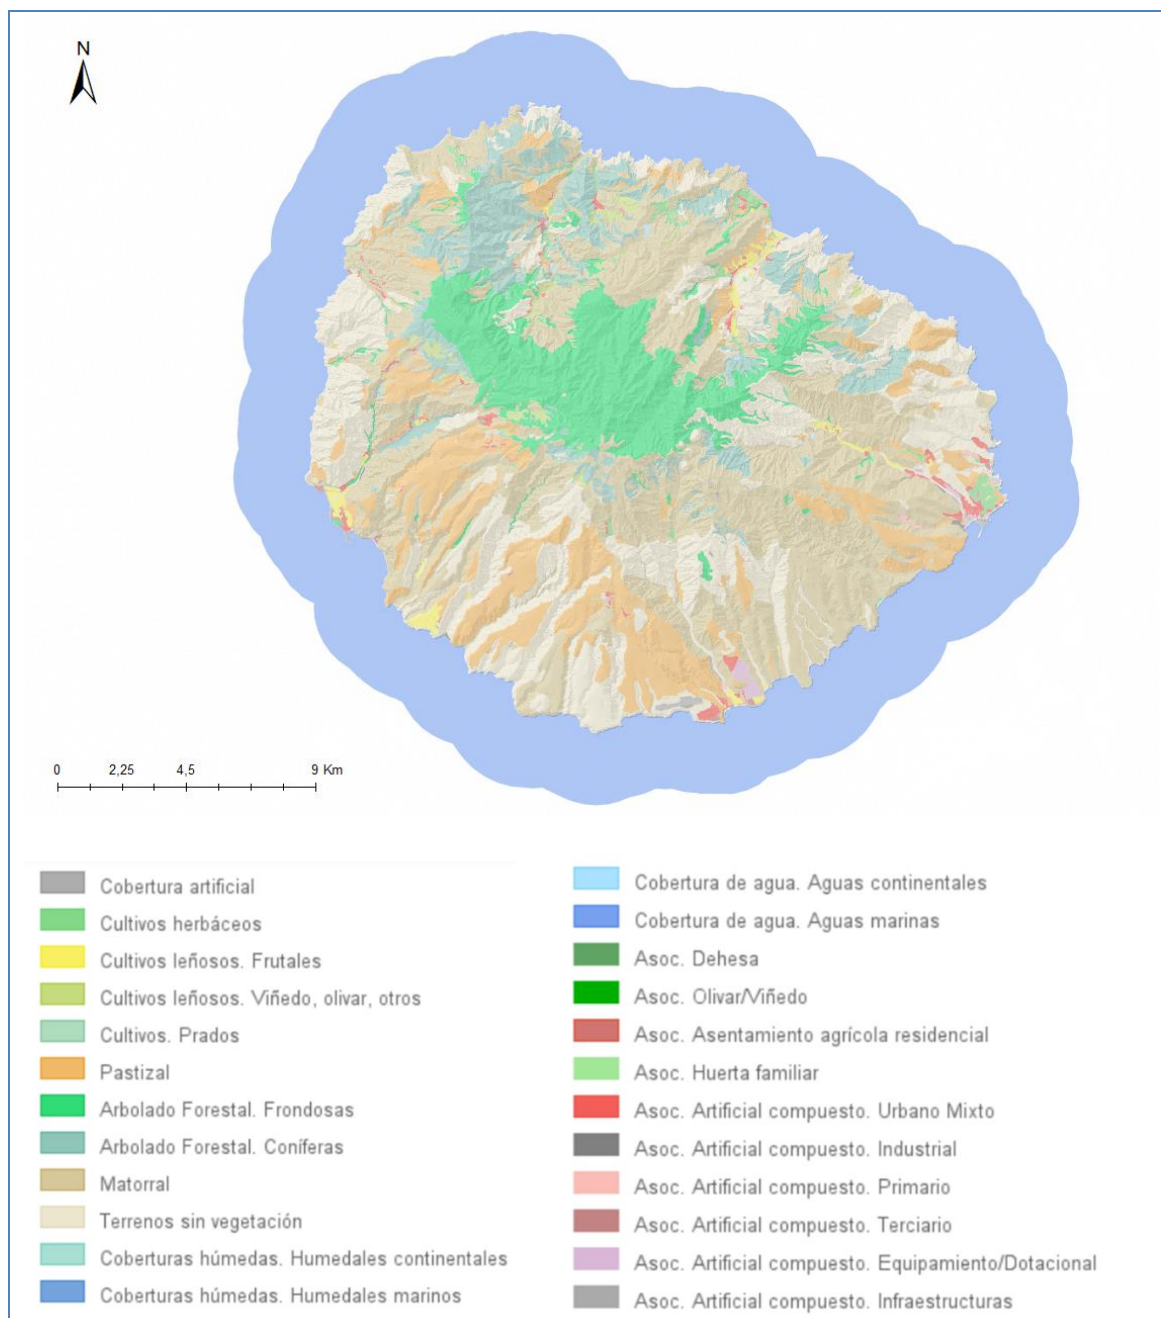 N
0 2,25 4,5 9 Km
Cobertura artificial
Cultivos herbáceos
Cultivos leñosos. Frutales
Cultivos leñosos. Viñedo, olivar, otros
Cultivos. Prados
Pastizal
Arbolado Forestal. Frondosas
Arbolado Forestal. Coníferas
Matorral
Terrenos sin vegetación
Coberturas húmedas. Humedales continentales
Coberturas húmedas. Humedales marinos
Cobertura de agua. Aguas continentales
Cobertura de agua. Aguas marinas
Asoc. Dehesa
Asoc. Olivar/Viñedo
Asoc. Asentamiento agrícola residencial
Asoc. Huerta familiar
Asoc. Artificial compuesto. Urbano Mixto
Asoc. Artificial compuesto. Industrial
Asoc. Artificial compuesto. Primario
Asoc. Artificial compuesto. Terciario
Asoc. Artificial compuesto. Equipamiento/Dotacional
Asoc. Artificial compuesto. Infraestructuras